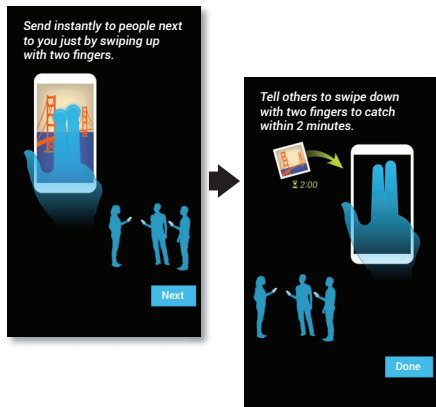 Send instantly to people next
to you just by swiping up
with two fingers.
Next
Tell others to swipe down
with two fingers to catch
within 2 minutes.
2:00
Done